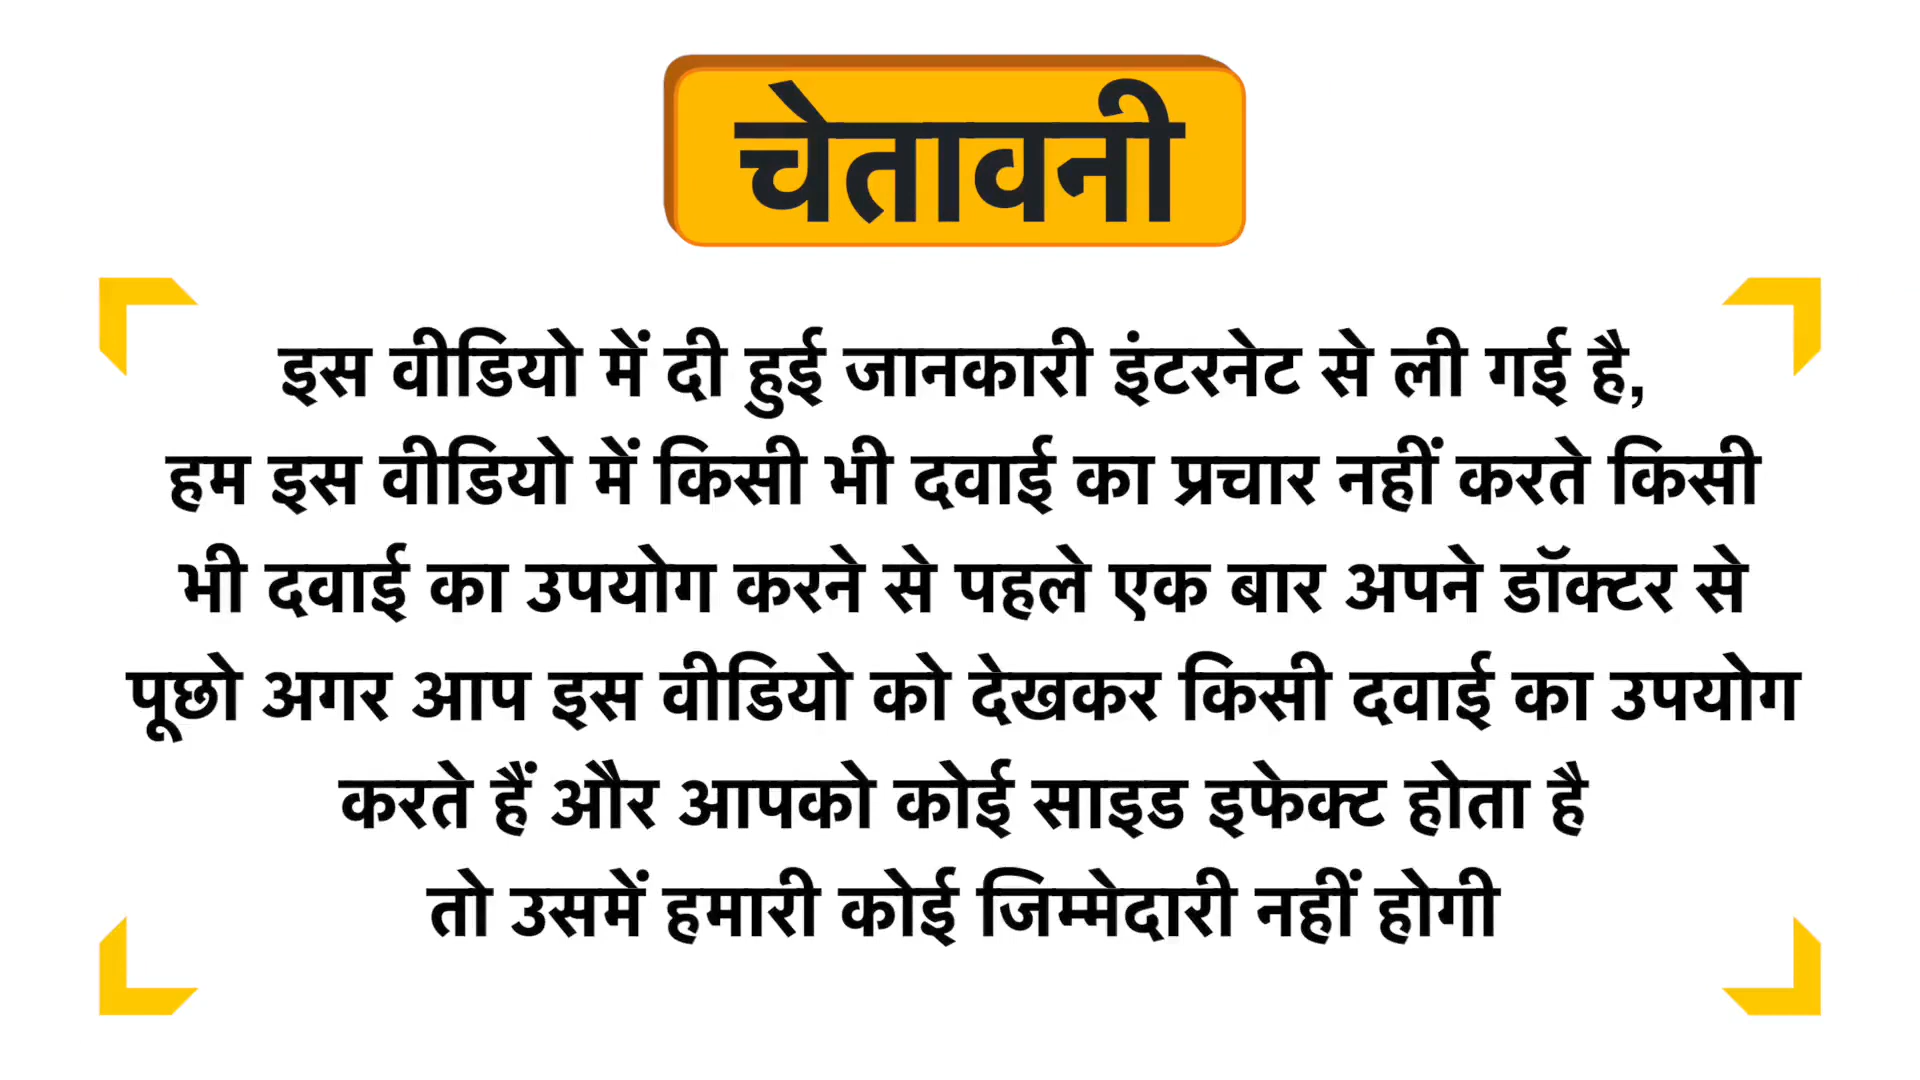 चेतावनी
इस वीडियो में दी हुई जानकारी इंटरनेट से ली गई है,
हम इस वीडियो में किसी भी दवाई का प्रचार नहीं करते किसी
भी दवाई का उपयोग करने से पहले एक बार अपने डॉक्टर से
पूछो अगर आप इस वीडियो को देखकर किसी दवाई का उपयोग
करते हैं और आपको कोई साइड इफेक्ट होता है
तो उसमें हमारी कोई जिम्मेदारी नहीं होगी